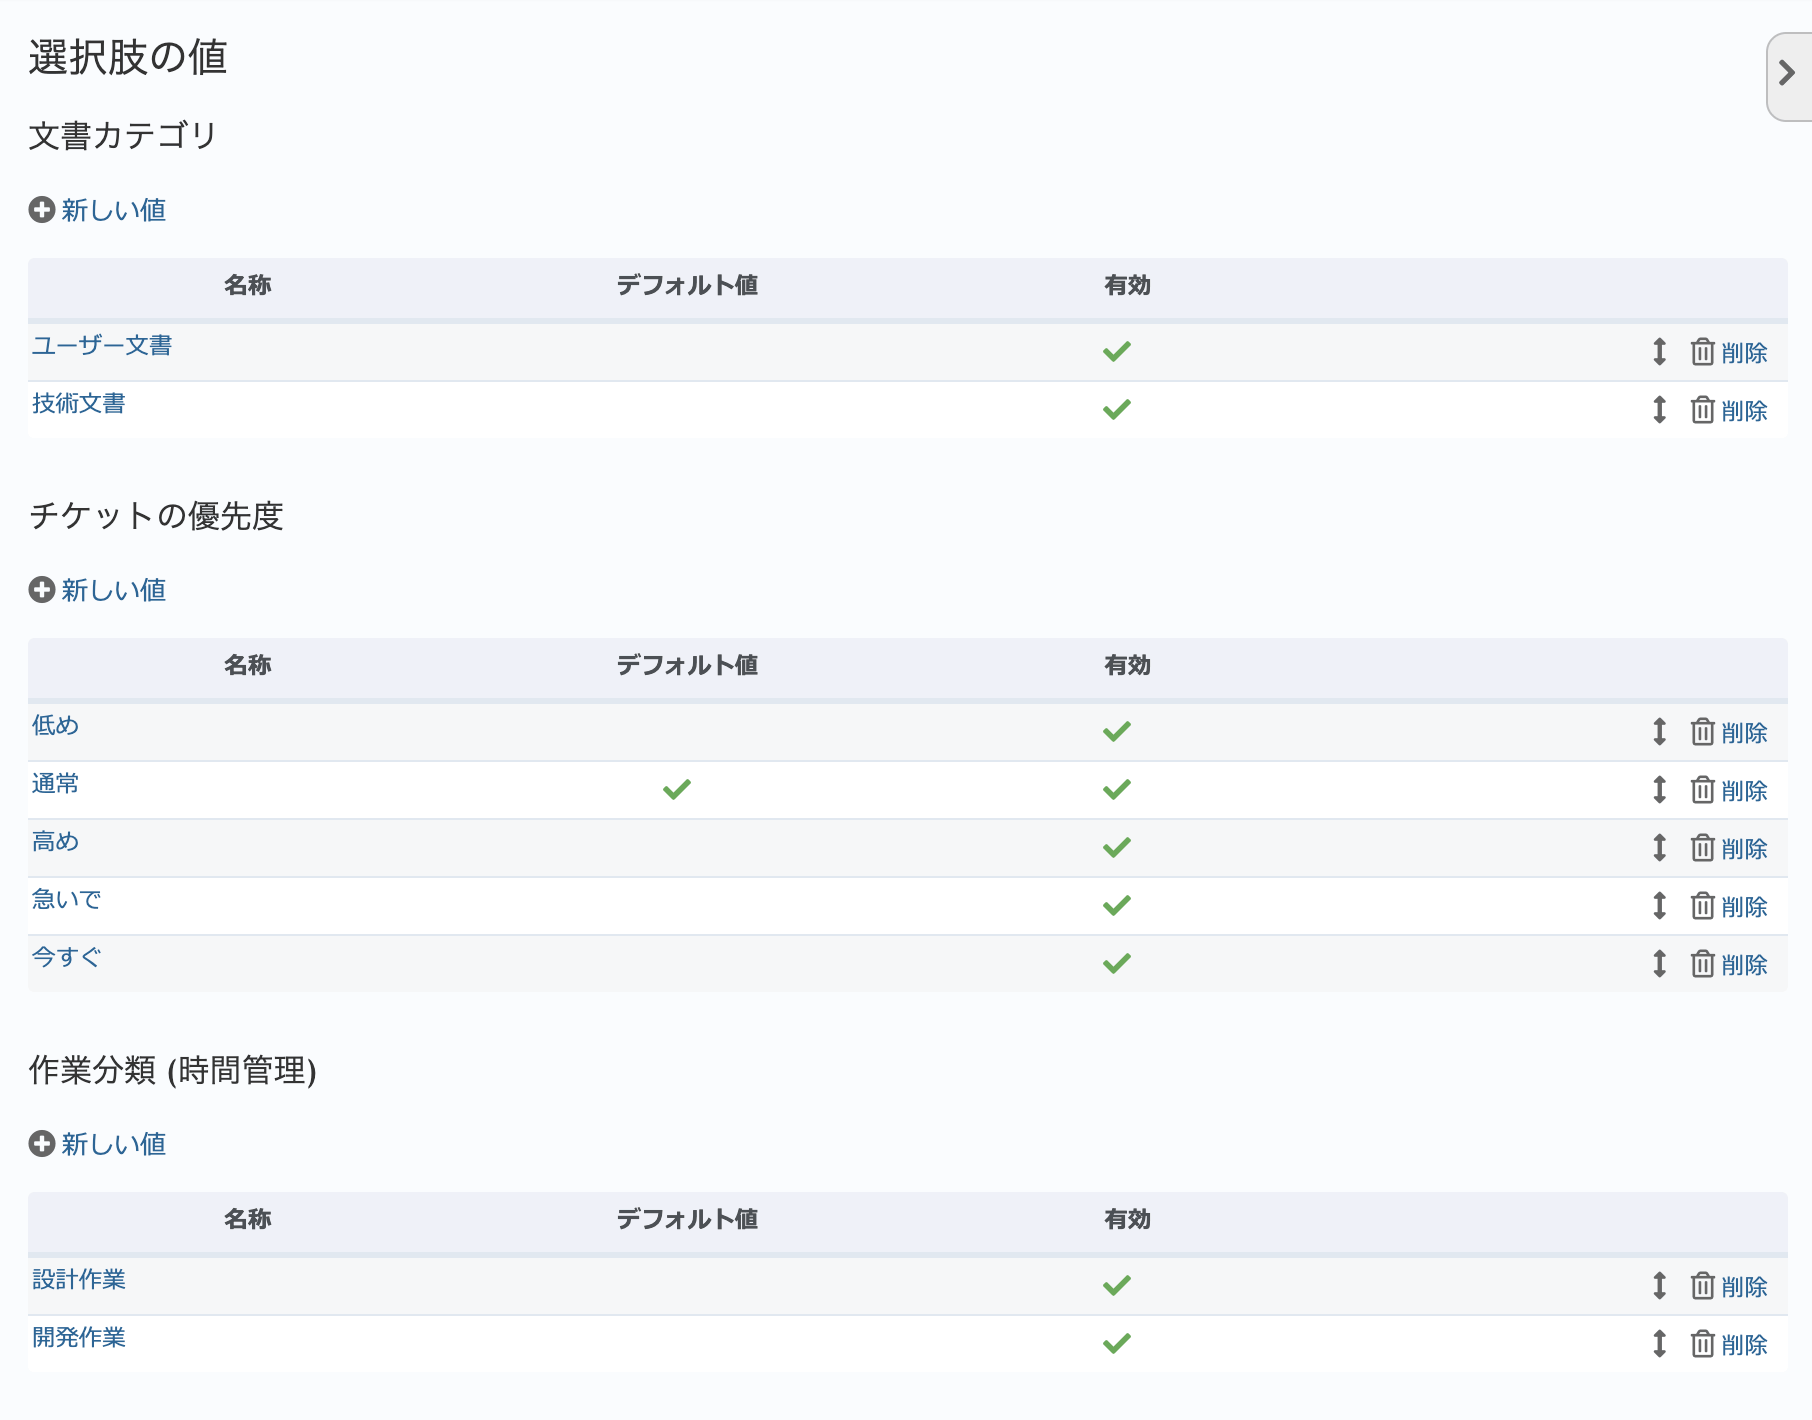 選択肢の値
文書カテゴリ
新しい値
名称 デフォルト値 有効
ユーザー文書 削除
技術文書 削除
チケットの優先度
新しい値
名称 デフォルト値 有効
低め 削除
通常 削除
高め 削除
急いで 削除
今すぐ 削除
作業分類 (時間管理)
新しい値
名称 デフォルト値 有効
設計作業 削除
開発作業 削除